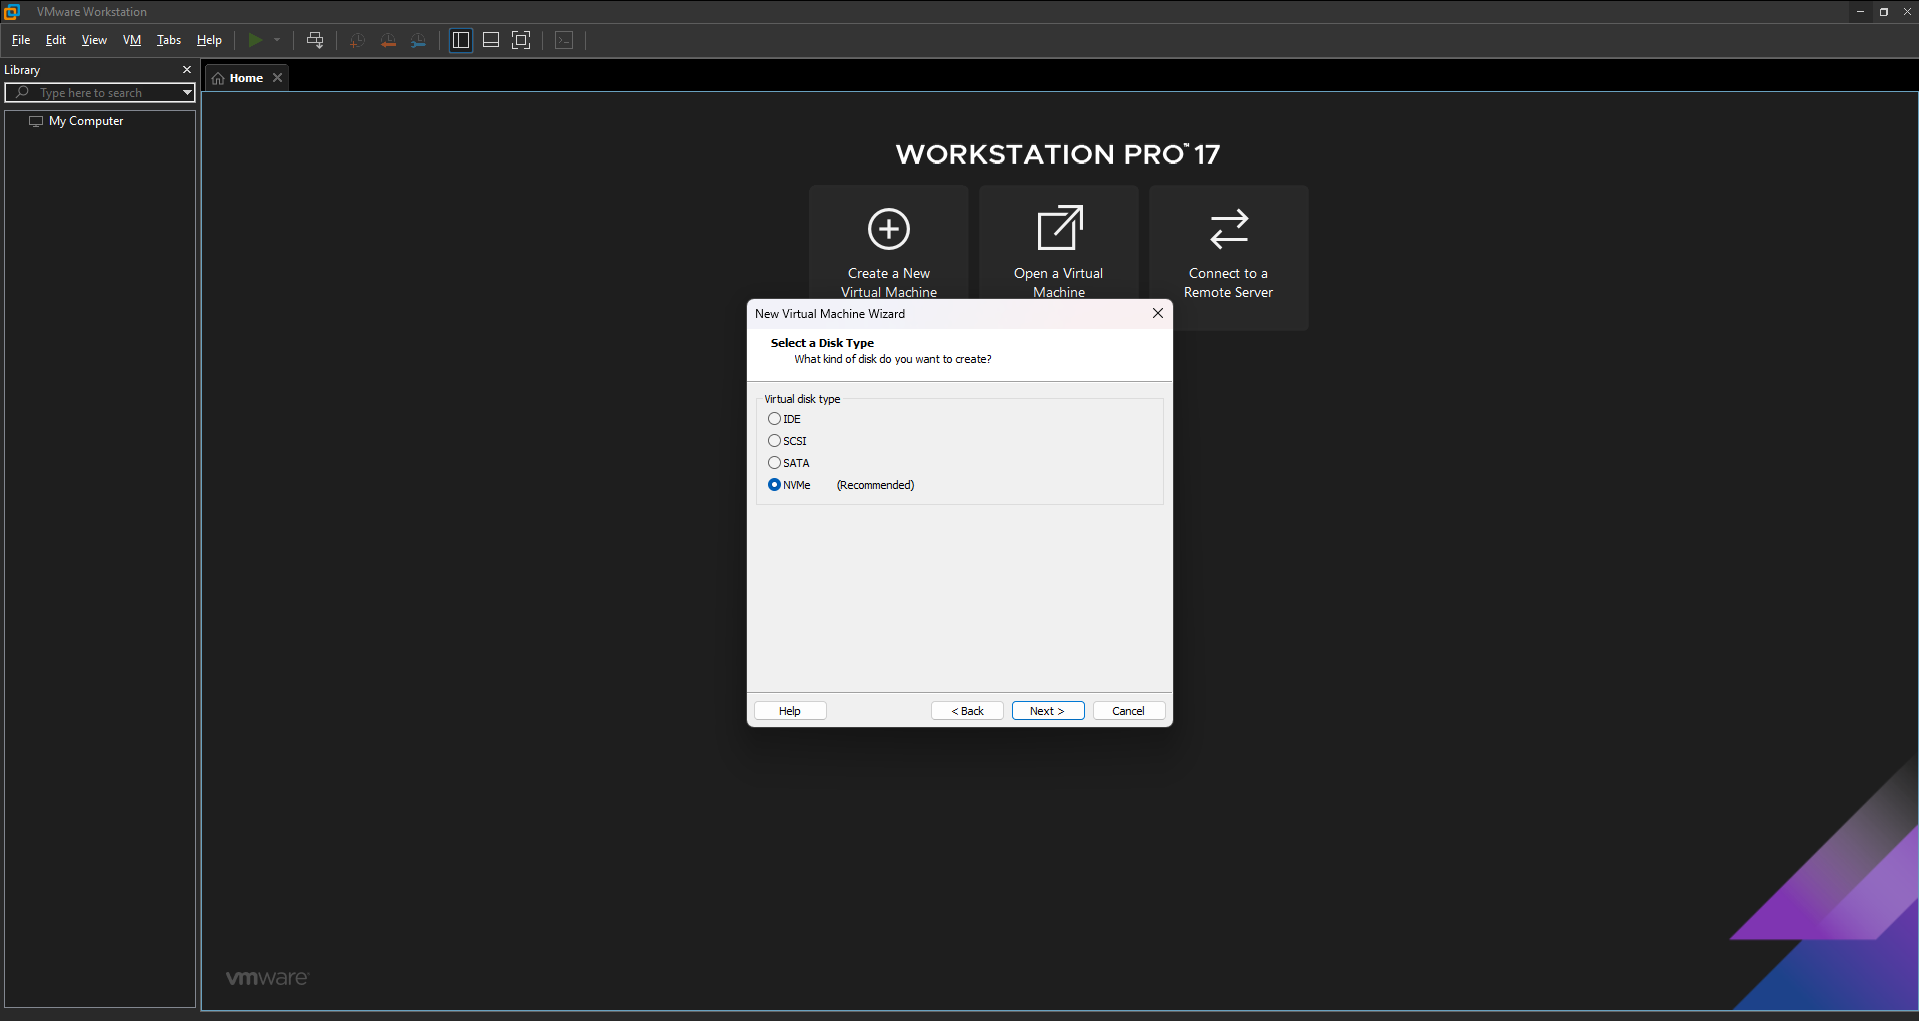 VMware Workstation
File Edit View VM Tabs Help
Library
Type here to search
My Computer
Home
WORKSTATION PRO™ 17
Create a New
Virtual Machine
Open a Virtual
Machine
Connect to a
Remote Server
New Virtual Machine Wizard
Select a Disk Type
What kind of disk do you want to create?
Virtual disk type
IDE
SCSI
SATA
NVMe (Recommended)
Help < Back Next > Cancel
vmware